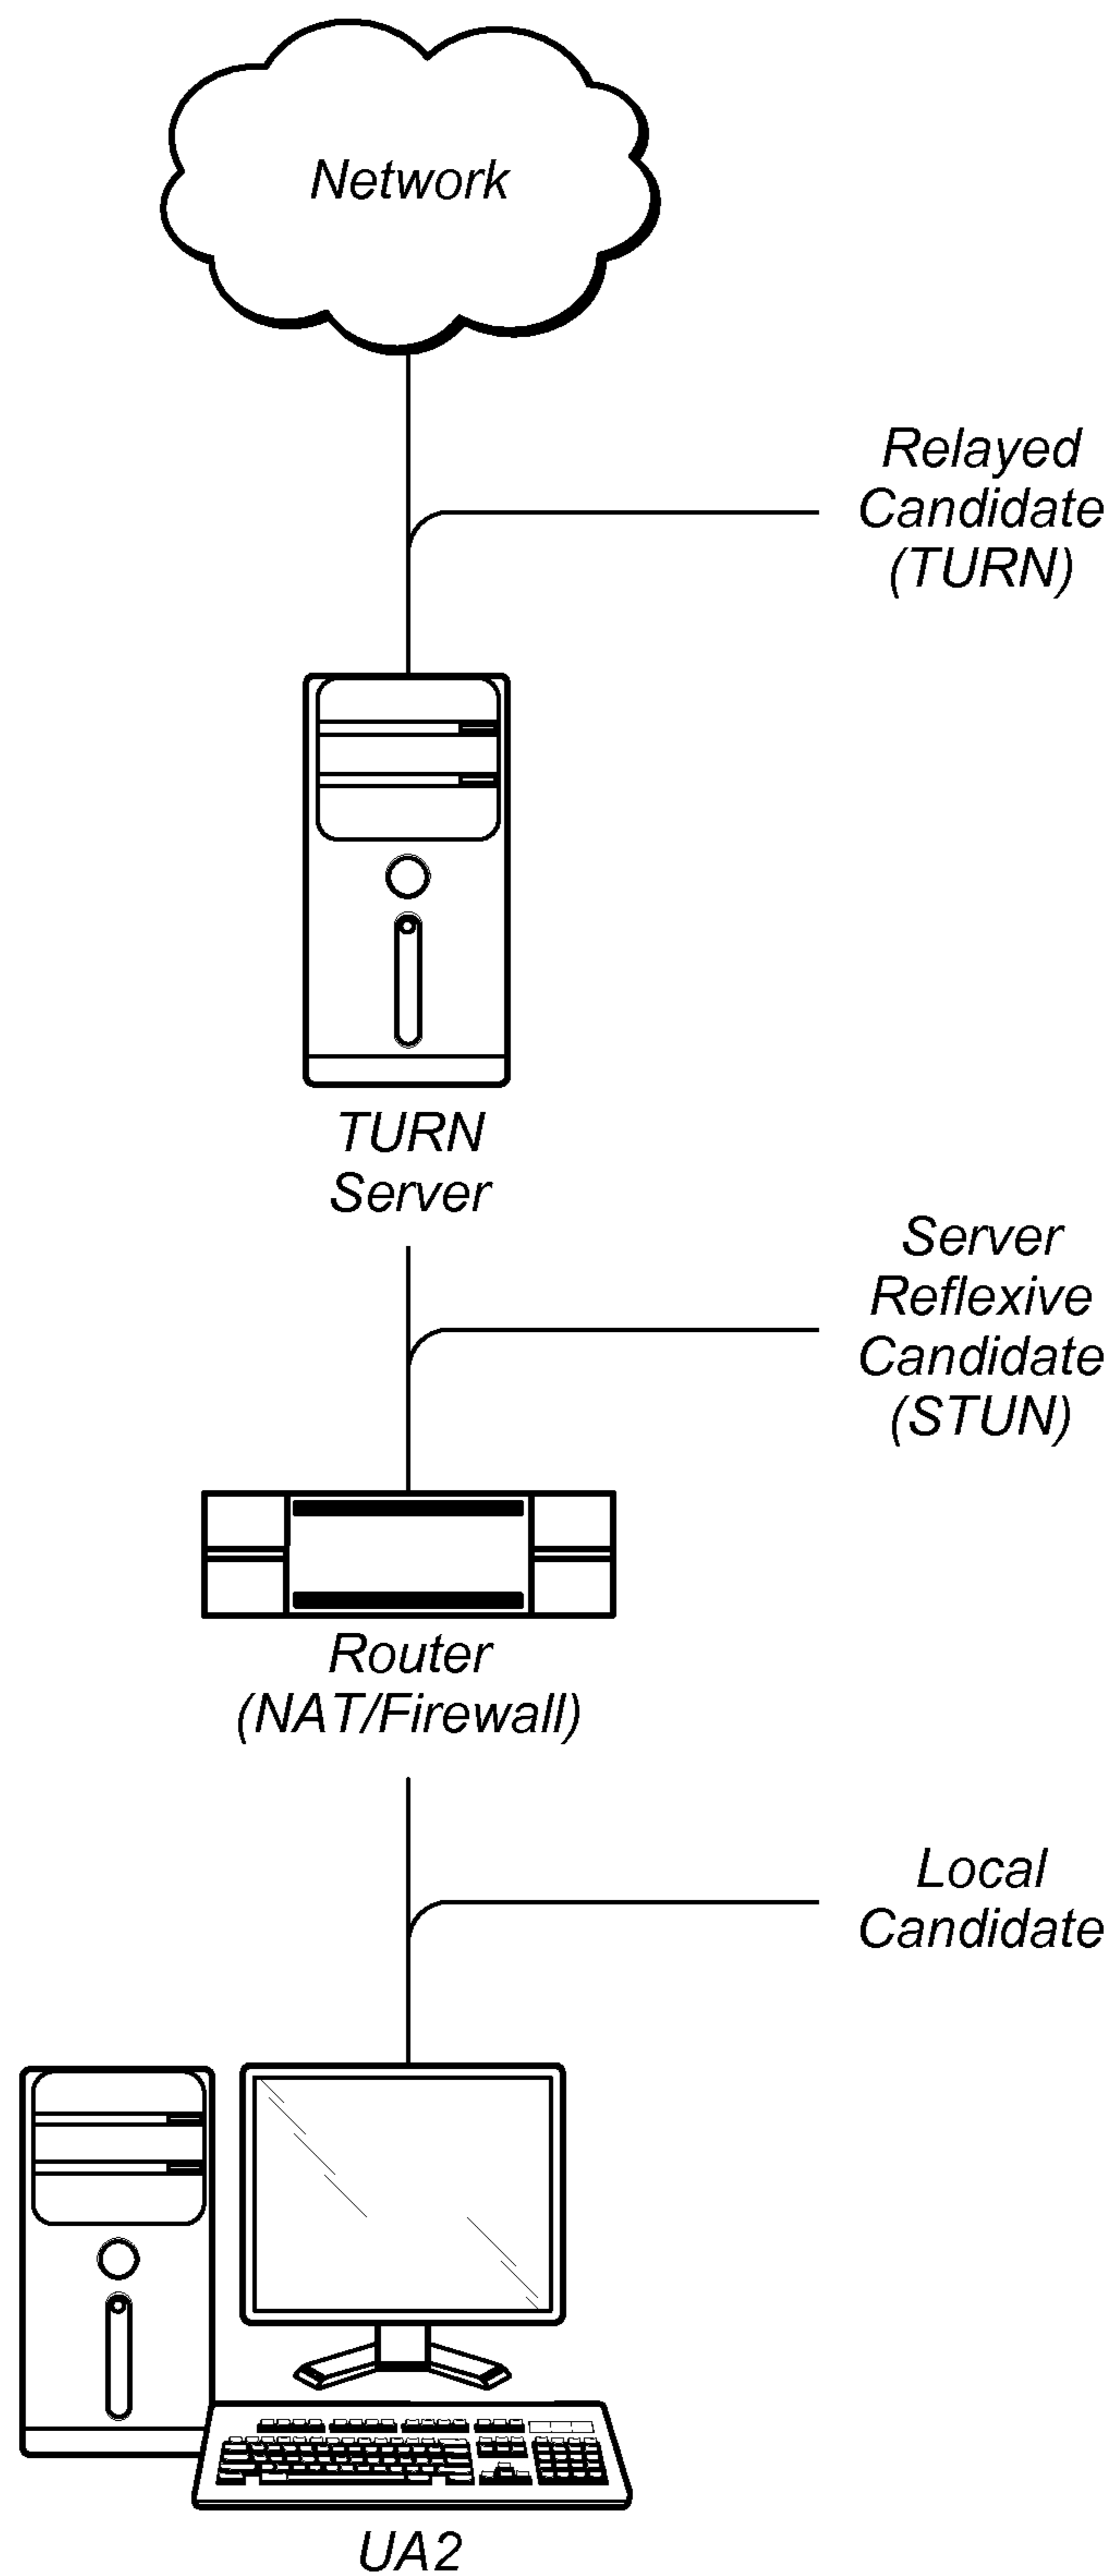 Network
Relayed
Candidate
(TURN)
TURN
Server
Server
Reflexive
Candidate
(STUN)
Router
(NAT/Firewall)
Local
Candidate
UA2